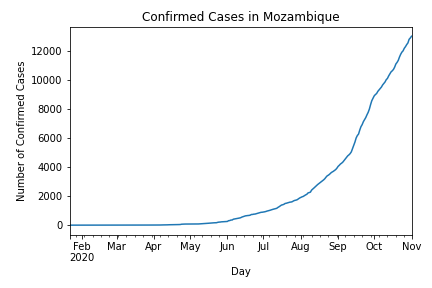 Confirmed Cases in Mozambique
Number of Confirmed Cases
12000
10000
8000
6000
4000
2000
0
Feb Mar Apr May Jun Jul Aug Sep Oct Nov
2020
Day